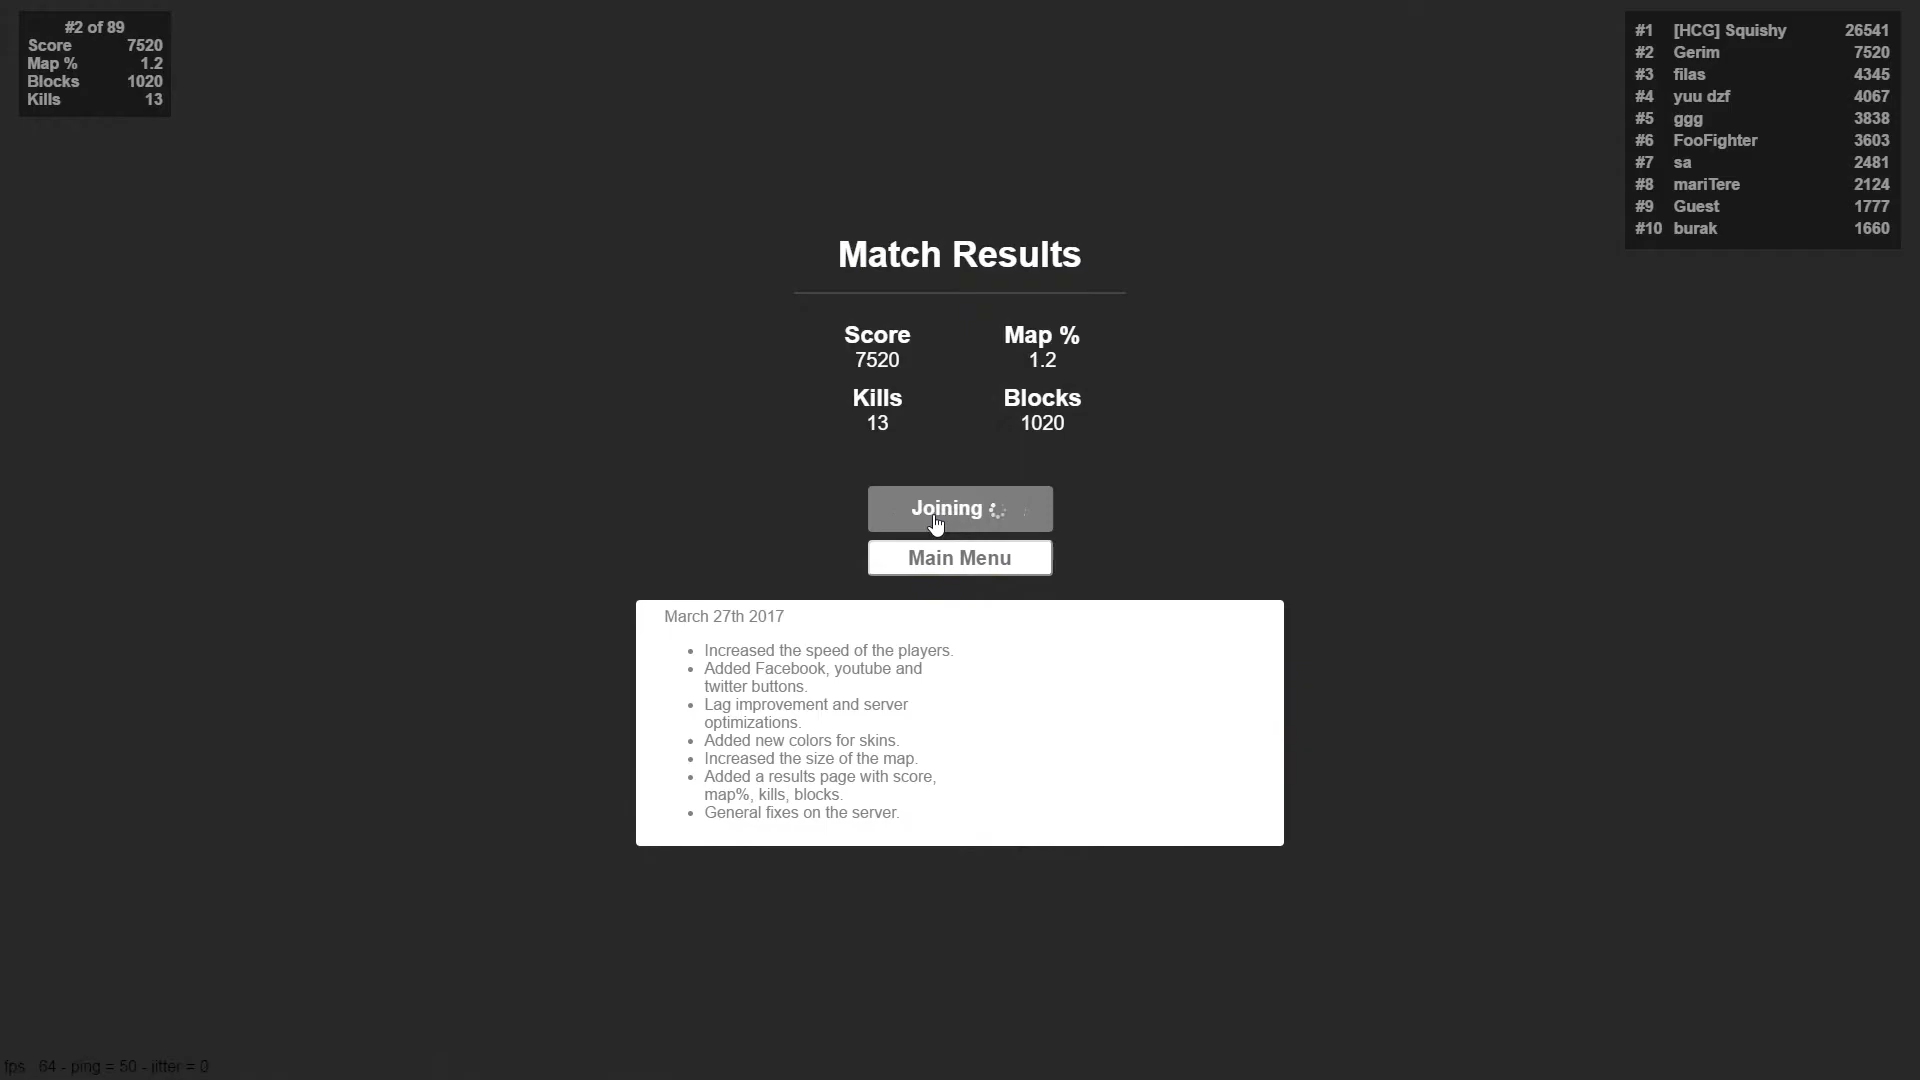 #2 of 89
Score 7520
Map % 1.2
Blocks 1020
Kills 13
#1 [HCG] Squishy 26541
#2 Gerim 7520
#3 filas 4345
#4 yuu dzf 4067
#5 ggg 3838
#6 FooFighter 3603
#7 sa 2481
#8 mariTere 2124
#9 Guest 1777
#10 burak 1660
Match Results
Score Map %
7520 1.2
Kills Blocks
13 1020
Joining
Main Menu
March 27th 2017
• Increased the speed of the players.
• Added Facebook, youtube and
twitter buttons.
• Lag improvement and server
optimizations.
• Added new colors for skins.
• Increased the size of the map.
• Added a results page with score,
map%, kills, blocks.
• General fixes on the server.
fps 64 - ping = 50 - jitter = 0